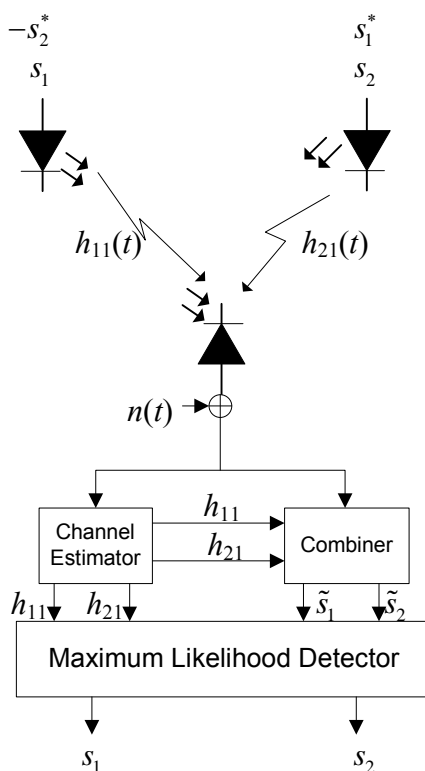 −s₂* s₁*
s₁ s₂
h₁₁(t) h₂₁(t)
n(t)
Channel
Estimator
h₁₁
h₂₁
Combiner
h₁₁ h₂₁ s̃₁ s̃₂
Maximum Likelihood Detector
s₁ s₂